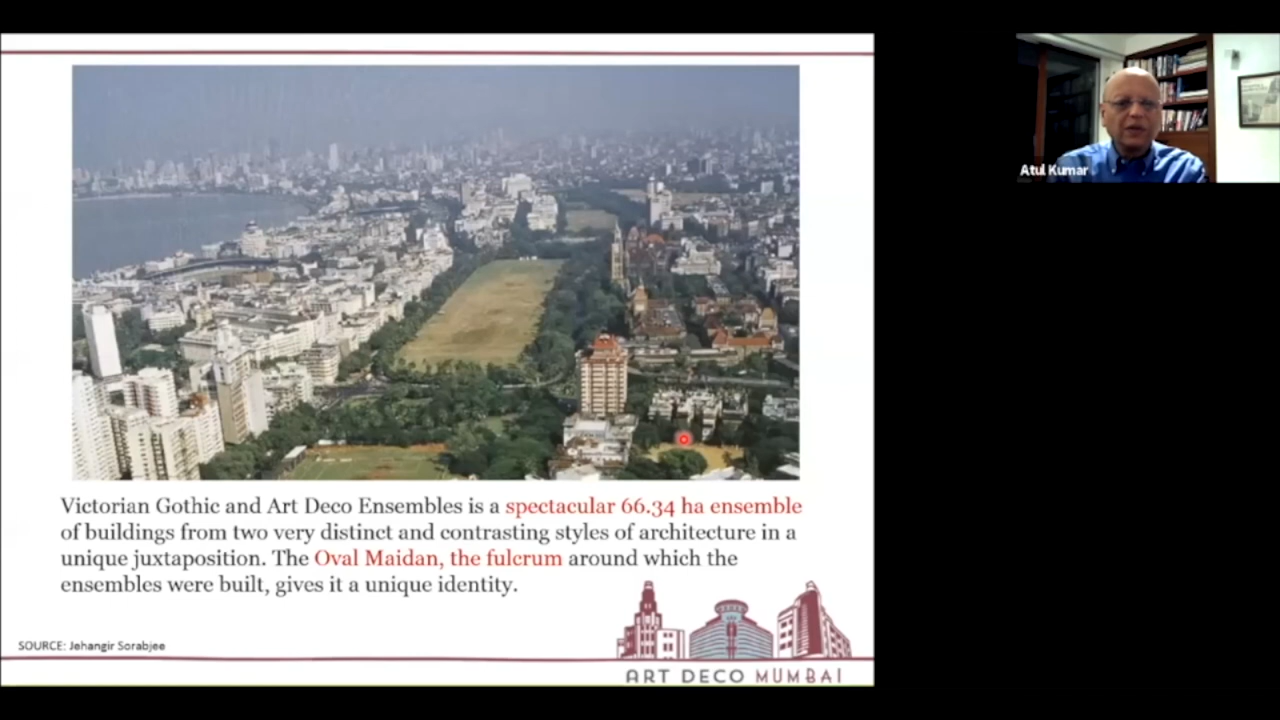 Atul Kumar
Victorian Gothic and Art Deco Ensembles is a spectacular 66.34 ha ensemble
of buildings from two very distinct and contrasting styles of architecture in a
unique juxtaposition. The Oval Maidan, the fulcrum around which the
ensembles were built, gives it a unique identity.
SOURCE: Jehangir Sorabjee
ART DECO MUMBAI